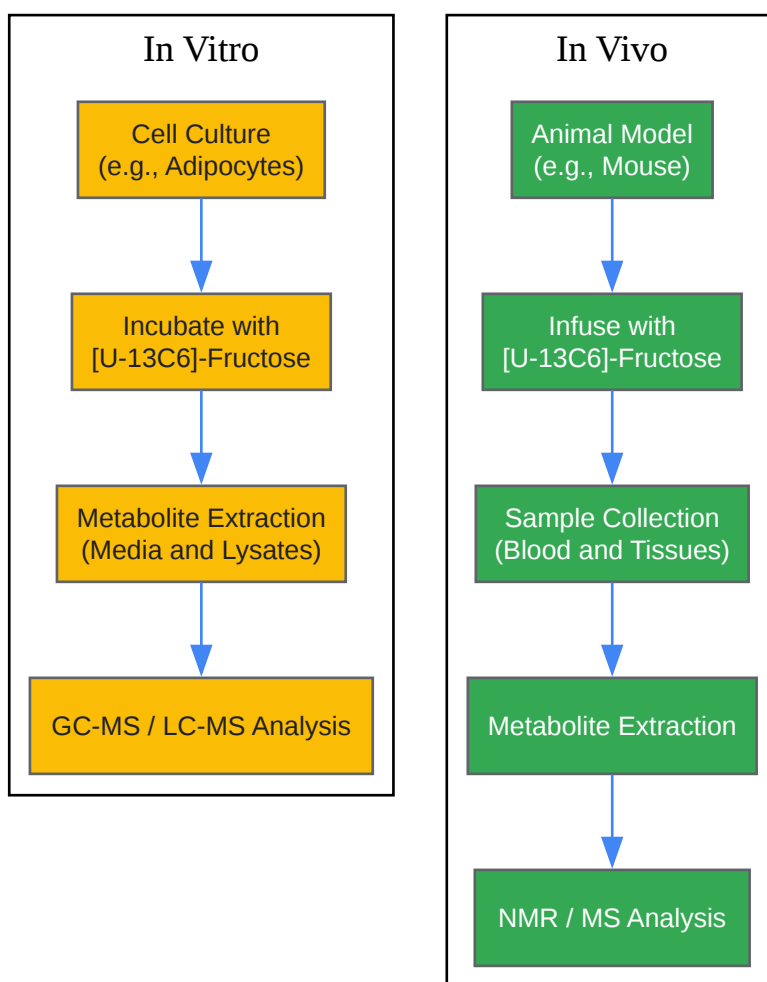 In Vitro
Cell Culture
(e.g., Adipocytes)
Incubate with
[U-13C6]-Fructose
Metabolite Extraction
(Media and Lysates)
GC-MS / LC-MS Analysis
In Vivo
Animal Model
(e.g., Mouse)
Infuse with
[U-13C6]-Fructose
Sample Collection
(Blood and Tissues)
Metabolite Extraction
NMR / MS Analysis